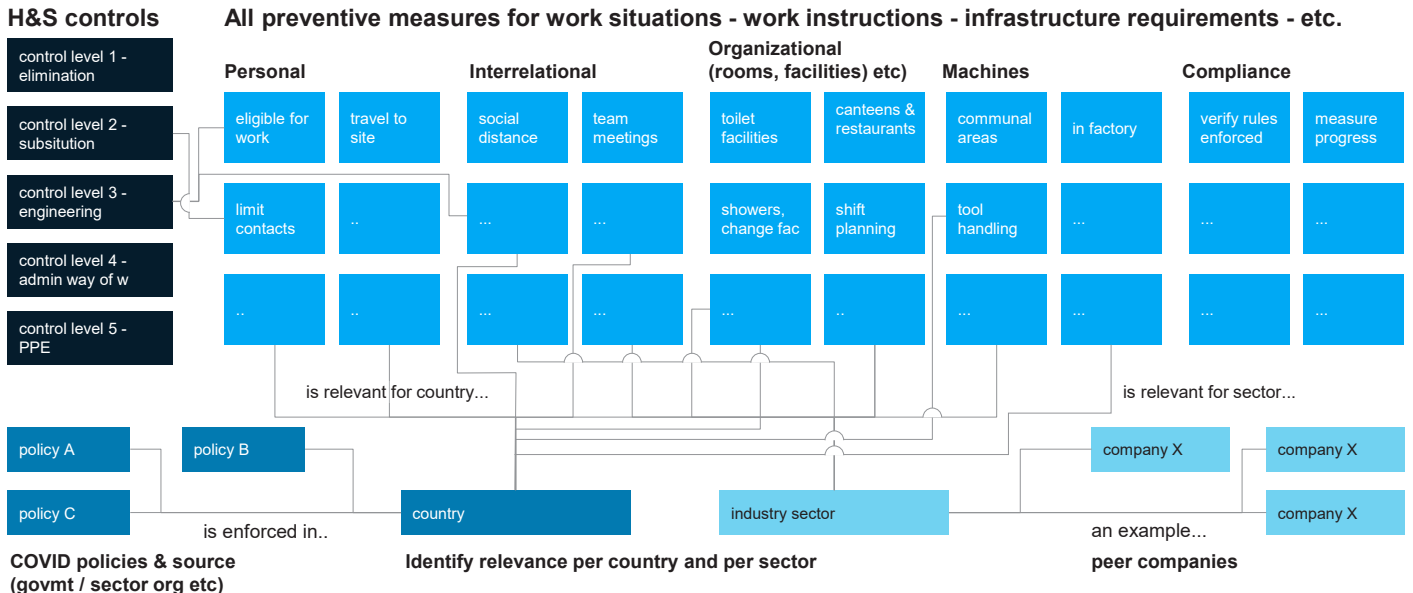 H&S controls
All preventive measures for work situations - work instructions - infrastructure requirements - etc.
control level 1 -
elimination
control level 2 -
subsitution
control level 3 -
engineering
control level 4 -
admin way of w
control level 5 -
PPE
Personal
Interrelational
Organizational
(rooms, facilities) etc)
Machines
Compliance
eligible for
work
travel to
site
social
distance
team
meetings
toilet
facilities
canteens &
restaurants
communal
areas
in factory
verify rules
enforced
measure
progress
limit
contacts
..
...
...
showers,
change fac
shift
planning
tool
handling
...
...
...
..
..
...
...
...
..
...
...
...
...
is relevant for country...
is relevant for sector...
policy A
policy B
company X
company X
policy C
is enforced in..
country
industry sector
an example...
company X
COVID policies & source
(govmt / sector org etc)
Identify relevance per country and per sector
peer companies